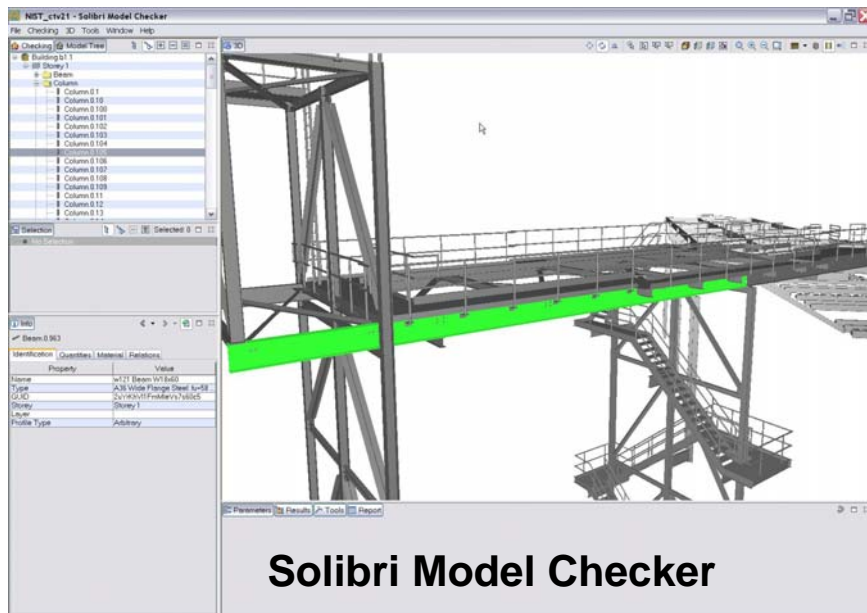 NIST_ctv21 - Solibri Model Checker
File Checking 3D Tools Window Help
Checking Model Tree
3D
Building b1.1
Storey 1
Beam
Column
Column.0.1
Column.0.10
Column.0.100
Column.0.101
Column.0.102
Column.0.103
Column.0.104
Column.0.105
Column.0.106
Column.0.107
Column.0.108
Column.0.109
Column.0.11
Column.0.12
Column.0.13
Selection Selected 0
No Selection
Info
Beam.0.963
Identification Quantities Material Relations
Property Value
Name w121 Beam W18x60
Type A36 Wide Flange Steel
GUID
Storey Storey 1
Layer
Profile Type Arbitrary
Parameters Results Tools Report
Solibri Model Checker